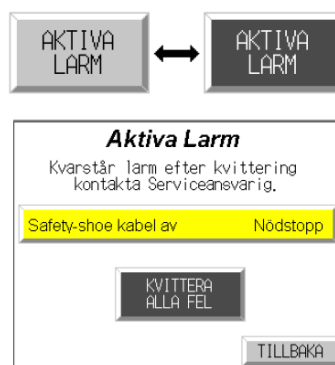 AKTIVA
LARM
AKTIVA
LARM
Aktiva Larm
Kvarstår larm efter kvittering
kontakta Serviceansvarig.
Safety-shoe kabel av Nödstopp
KVITTERA
ALLA FEL
TILLBAKA